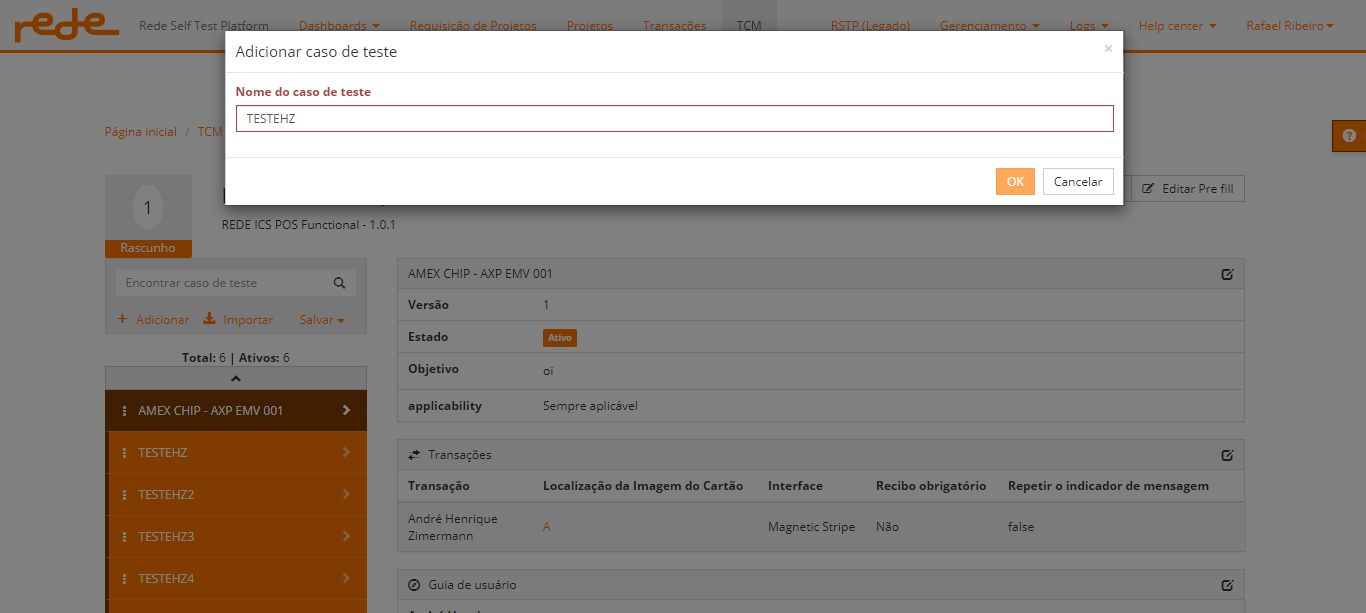 rede
Rede Self Test Platform
Dashboards
Requisição de Projetos
Projetos
Transações
TCM
RSTP (Legado)
Gerenciamento
Logs
Help center
Rafael Ribeiro
Adicionar caso de teste
×
Nome do caso de teste
TESTEHZ
OK
Cancelar
Página inicial / TCM
1
Rascunho
REDE ICS POS Functional - 1.0.1
Editar Pre fill
Encontrar caso de teste
Adicionar
Importar
Salvar
Total: 6 | Ativos: 6
AMEX CHIP - AXP EMV 001
TESTEHZ
TESTEHZ2
TESTEHZ3
TESTEHZ4
AMEX CHIP - AXP EMV 001
Versão 1
Estado Ativo
Objetivo oi
applicability Sempre aplicável
Transações
Transação Localização da Imagem do Cartão Interface Recibo obrigatório Repetir o indicador de mensagem
André Henrique
Zimermann A Magnetic Stripe Não false
Guia de usuário